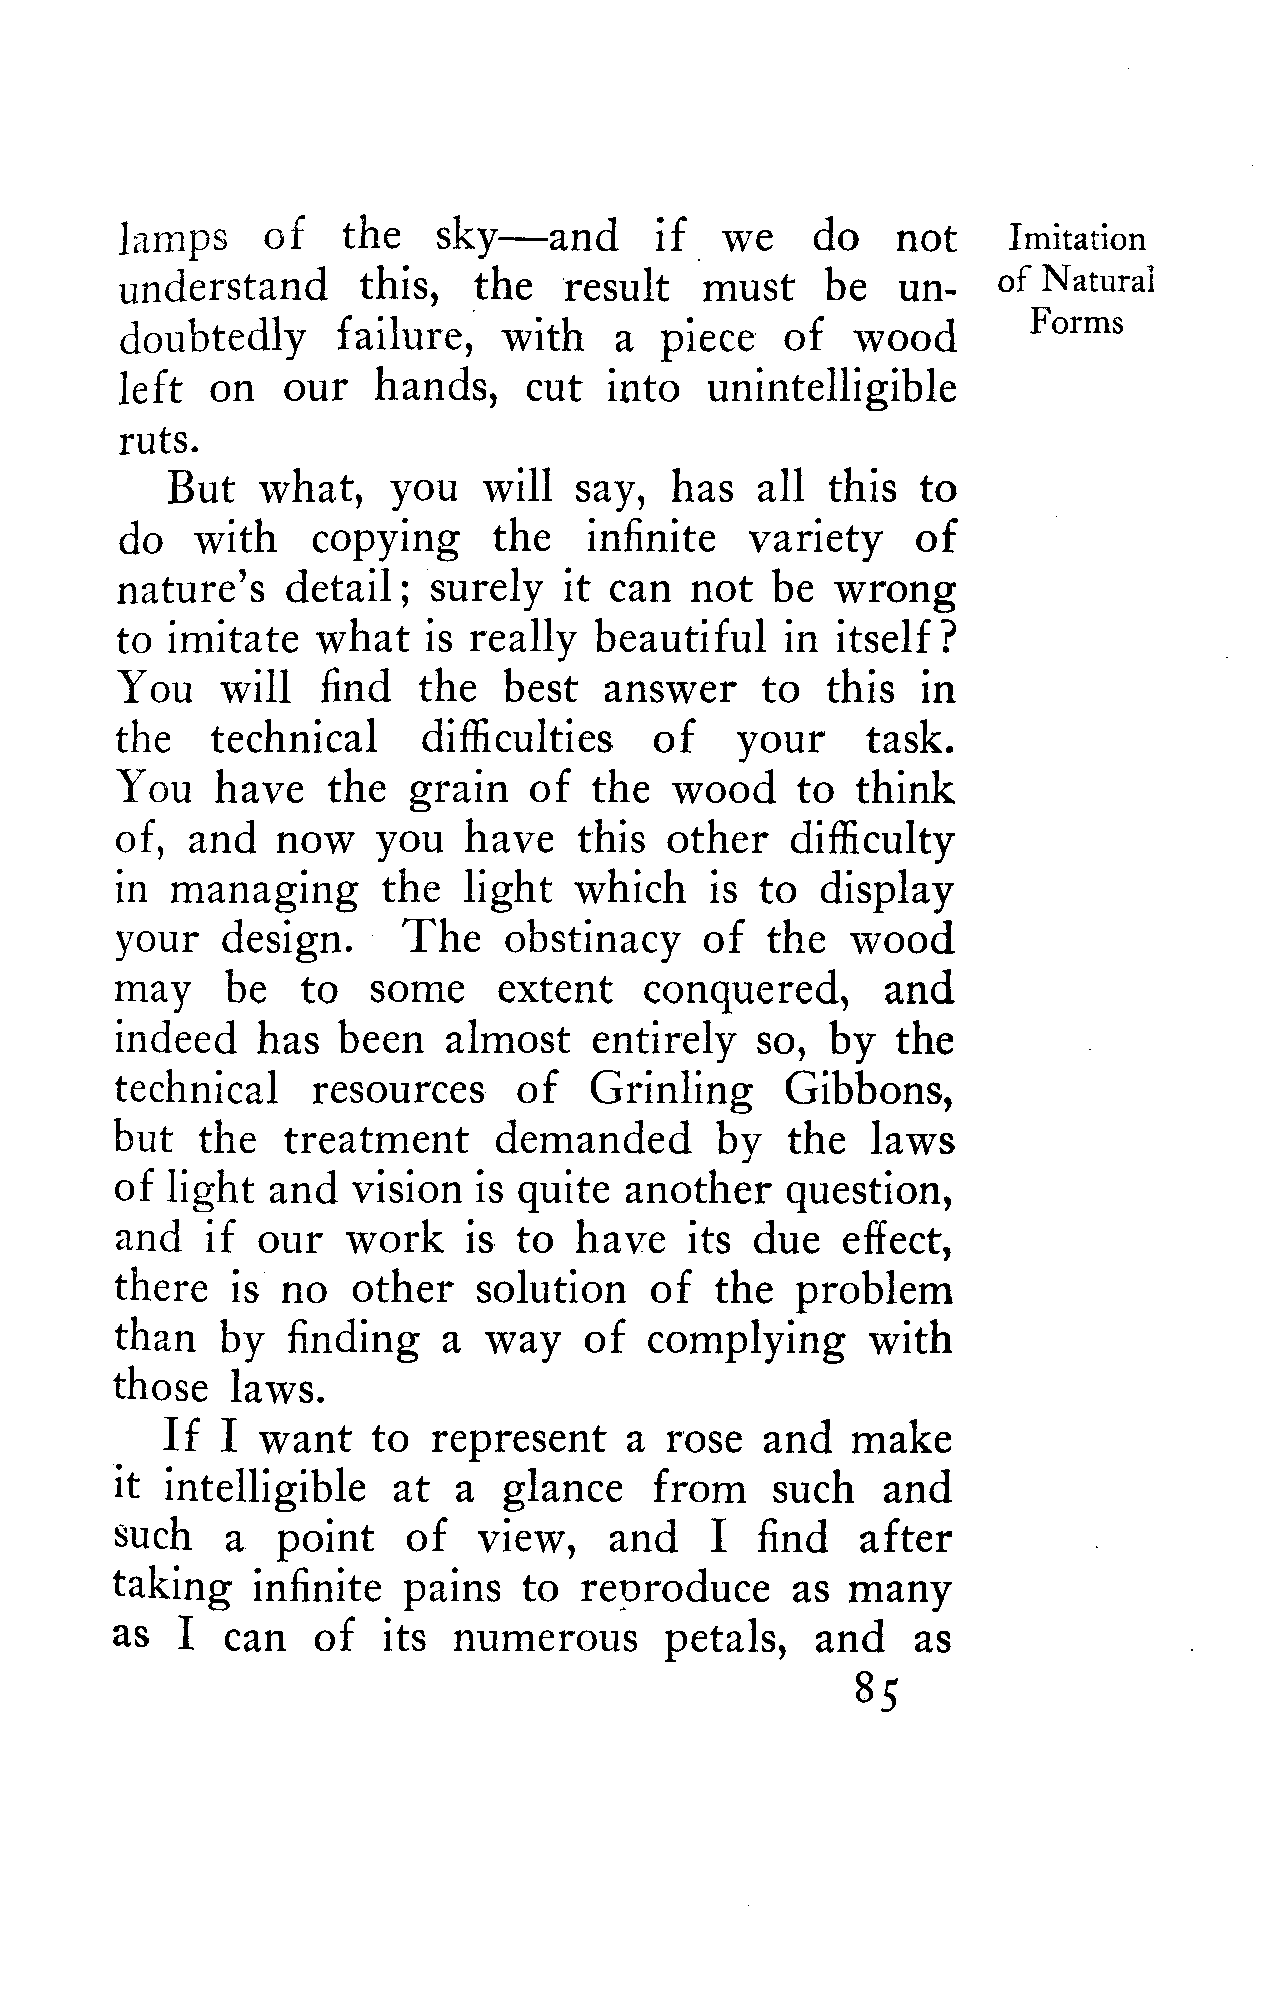 lamps of the sky—and if we do not
understand this, the result must be un-
doubtedly failure, with a piece of wood
left on our hands, cut into unintelligible
ruts.
But what, you will say, has all this to
do with copying the infinite variety of
nature's detail; surely it can not be wrong
to imitate what is really beautiful in itself?
You will find the best answer to this in
the technical difficulties of your task.
You have the grain of the wood to think
of, and now you have this other difficulty
in managing the light which is to display
your design. The obstinacy of the wood
may be to some extent conquered, and
indeed has been almost entirely so, by the
technical resources of Grinling Gibbons,
but the treatment demanded by the laws
of light and vision is quite another question,
and if our work is to have its due effect,
there is no other solution of the problem
than by finding a way of complying with
those laws.
If I want to represent a rose and make
it intelligible at a glance from such and
such a point of view, and I find after
taking infinite pains to reproduce as many
as I can of its numerous petals, and as
85
Imitation
of Natural
Forms